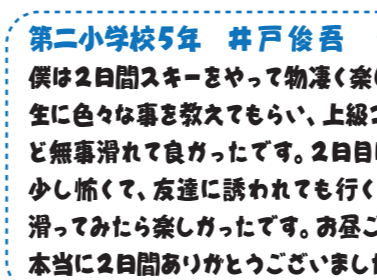 第二小学校5年 井戸俊吾
僕は2日間スキーをやって物凄く楽し
生に色々な事を教えてもらい、上級コ
ど無事滑れて良かったです。2日目
少し怖くて、友達に誘われても行く
滑ってみたら楽しかったです。お昼ご
本当に2日間ありがとうございまし